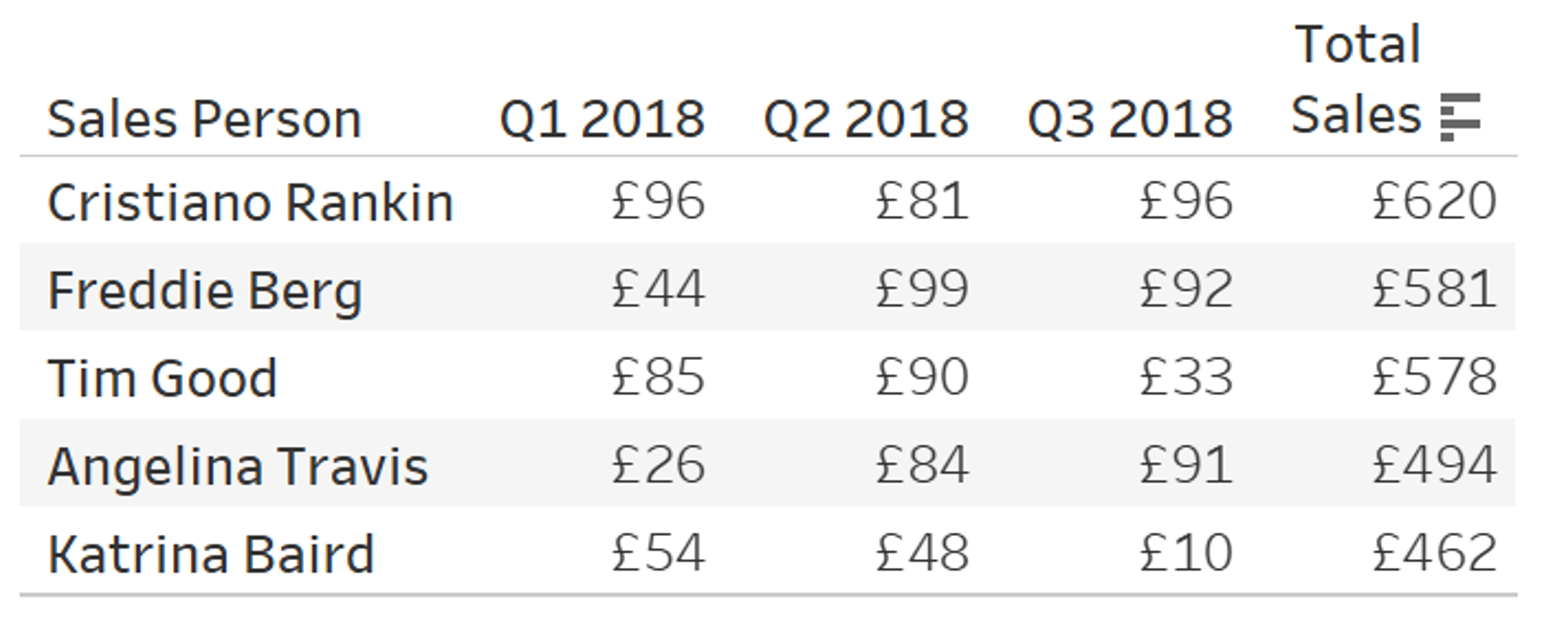 Total
Sales Person Q1 2018 Q2 2018 Q3 2018 Sales
Cristiano Rankin £96 £81 £96 £620
Freddie Berg £44 £99 £92 £581
Tim Good £85 £90 £33 £578
Angelina Travis £26 £84 £91 £494
Katrina Baird £54 £48 £10 £462